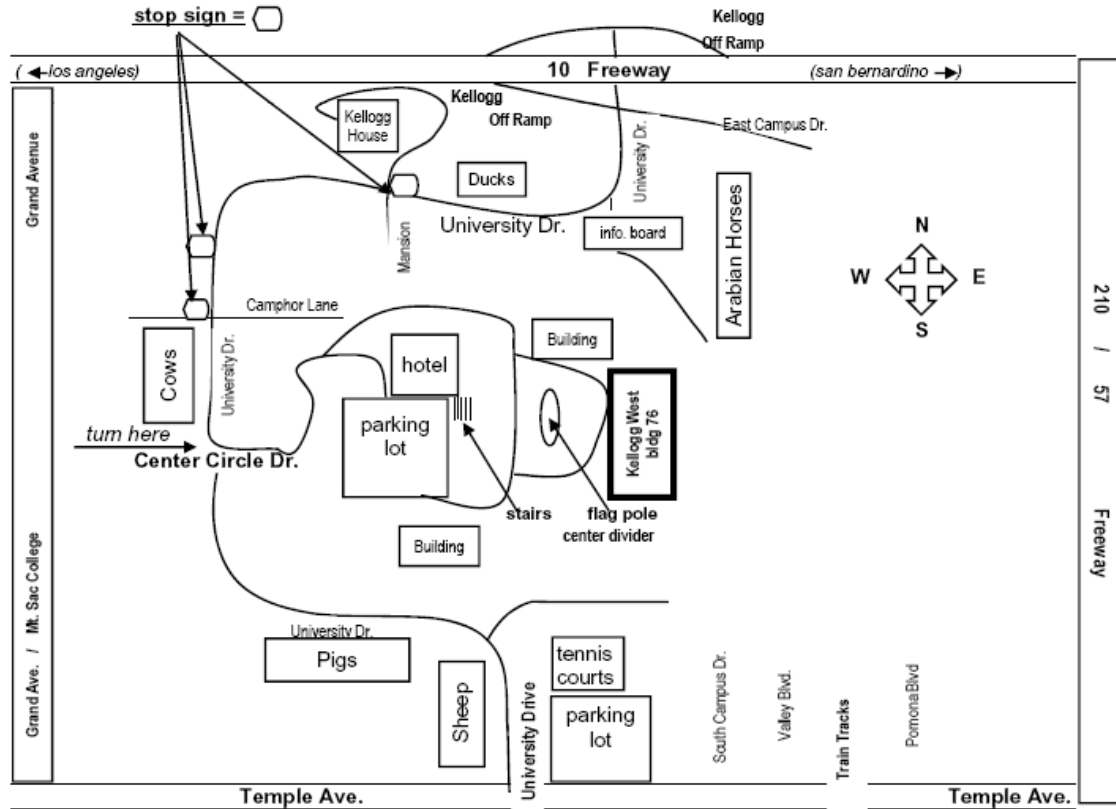 stop sign =
Kellogg
Off Ramp
( ←los angeles)
10 Freeway
(san bernardino →)
Grand Avenue
Kellogg
House
Kellogg
Off Ramp
University Dr.
East Campus Dr.
Ducks
University Dr.
Mansion
info. board
Arabian Horses
N
W
E
S
210 / 57 Freeway
Camphor Lane
Cows
University Dr.
hotel
Building
parking
lot
Kellogg West
bldg 76
turn here
Center Circle Dr.
stairs
flag pole
center divider
Building
Grand Ave. / Mt. Sac College
University Dr.
Pigs
Sheep
University Drive
tennis
courts
parking
lot
South Campus Dr.
Valley Blvd.
Train Tracks
Pomona Blvd
Temple Ave.
Temple Ave.